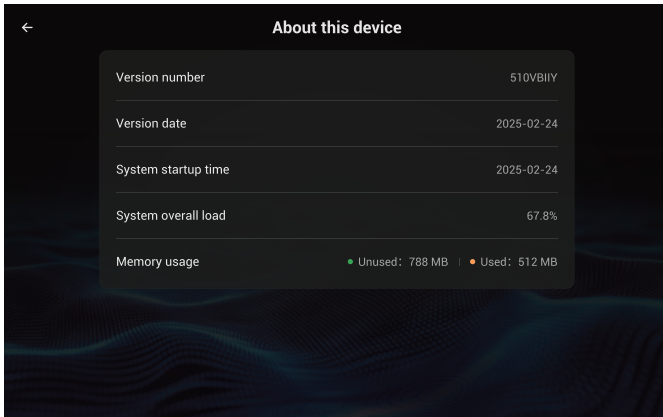 About this device
Version number 510VBIIY
Version date 2025-02-24
System startup time 2025-02-24
System overall load 67.8%
Memory usage Unused: 788 MB | Used: 512 MB